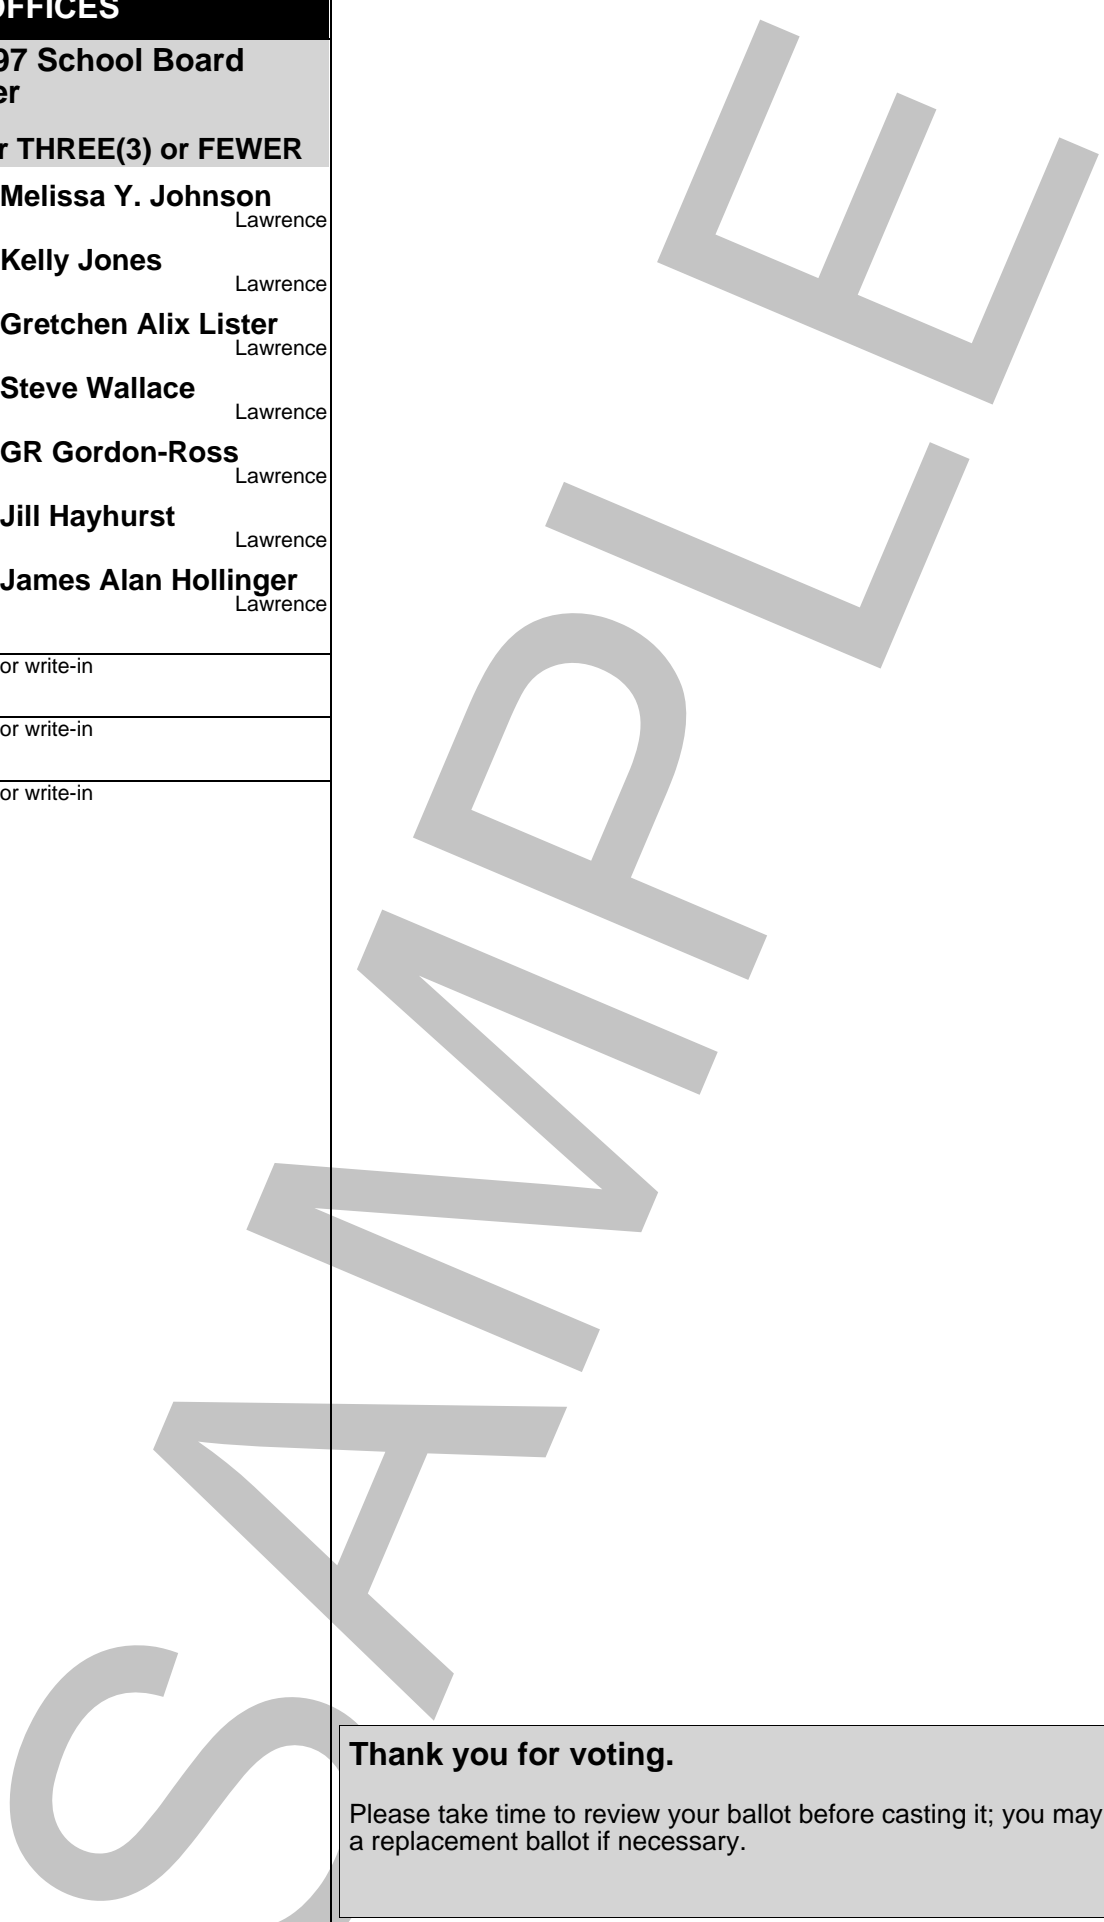 OFFICES
97 School Board
er
r THREE(3) or FEWER
Melissa Y. Johnson
Lawrence
Kelly Jones
Lawrence
Gretchen Alix Lister
Lawrence
Steve Wallace
Lawrence
GR Gordon-Ross
Lawrence
Jill Hayhurst
Lawrence
James Alan Hollinger
Lawrence
or write-in
or write-in
or write-in
SAMPLE
Thank you for voting.
Please take time to review your ballot before casting it; you may
a replacement ballot if necessary.